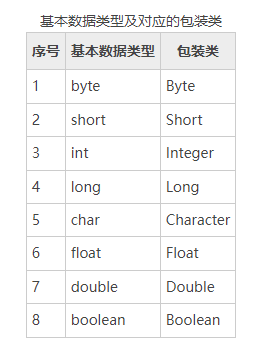 基本数据类型及对应的包装类
序号 基本数据类型 包装类
1 byte Byte
2 short Short
3 int Integer
4 long Long
5 char Character
6 float Float
7 double Double
8 boolean Boolean